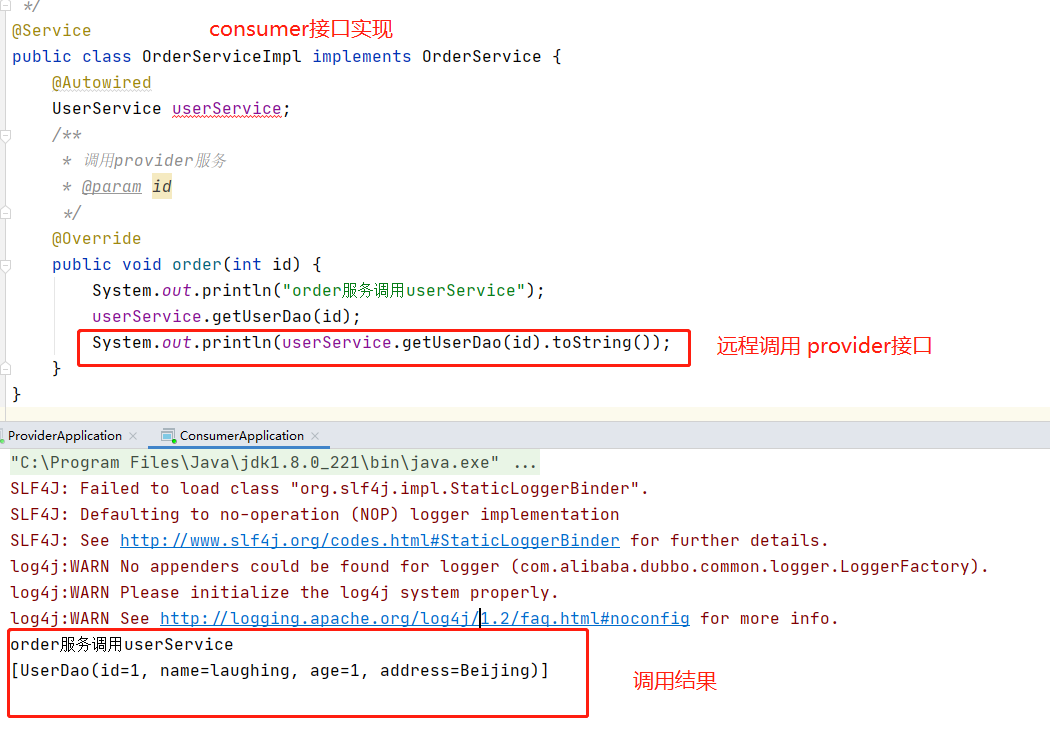 */
@Service
consumer接口实现
public class OrderServiceImpl implements OrderService {
@Autowired
UserService userService;
/**
* 调用provider服务
* @param id
*/
@Override
public void order(int id) {
System.out.println("order服务调用userService");
userService.getUserDao(id);
System.out.println(userService.getUserDao(id).toString());
远程调用 provider接口
}
}
ProviderApplication ×
ConsumerApplication ×
"C:\Program Files\Java\jdk1.8.0_221\bin\java.exe" ...
SLF4J: Failed to load class "org.slf4j.impl.StaticLoggerBinder".
SLF4J: Defaulting to no-operation (NOP) logger implementation
SLF4J: See http://www.slf4j.org/codes.html#StaticLoggerBinder for further details.
log4j:WARN No appenders could be found for logger (com.alibaba.dubbo.common.logger.LoggerFactory).
log4j:WARN Please initialize the log4j system properly.
log4j:WARN See http://logging.apache.org/log4j/1.2/faq.html#noconfig for more info.
order服务调用userService
[UserDao(id=1, name=laughing, age=1, address=Beijing)]
调用结果